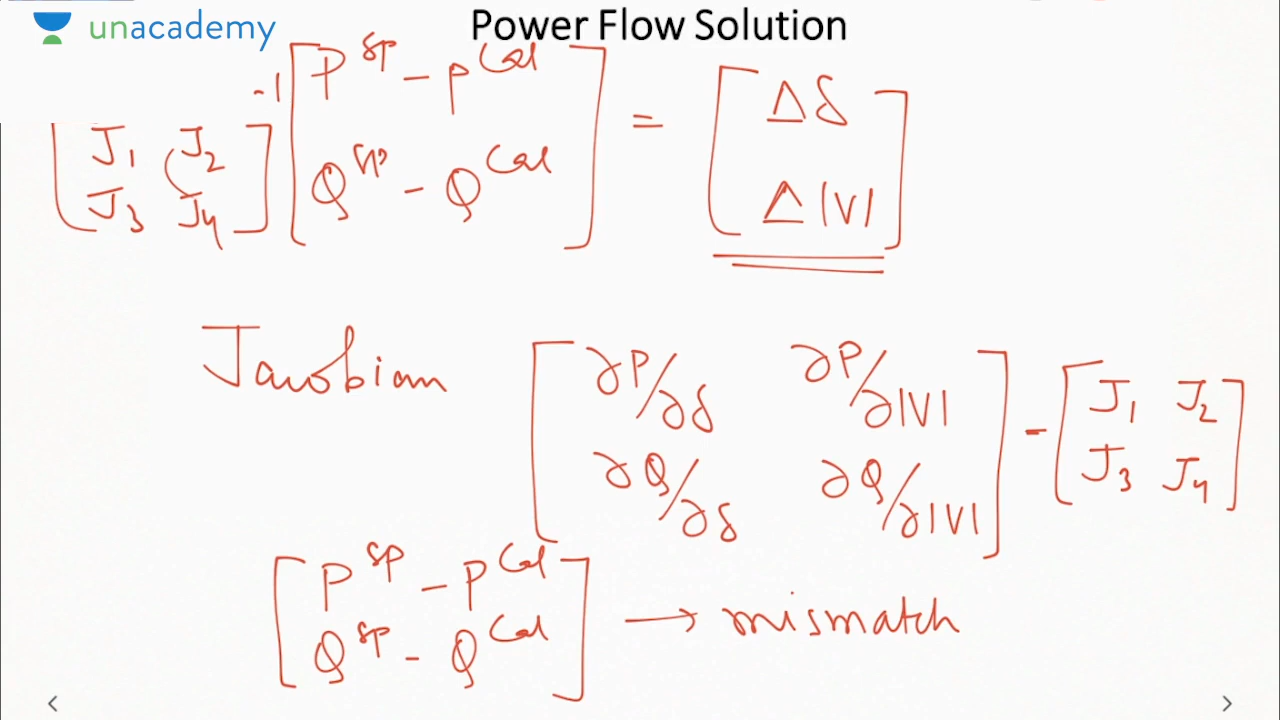 unacademy
Power Flow Solution
[J₁ J₂ J₃ J₄]⁻¹ [P^sp - P^Cal Q^sp - Q^Cal] = [Δδ Δ|V|]
Jacobian [∂P/∂δ ∂P/∂|V| ∂Q/∂δ ∂Q/∂|V|] - [J₁ J₂ J₃ J₄]
[P^sp - P^Cal Q^sp - Q^Cal] → mismatch